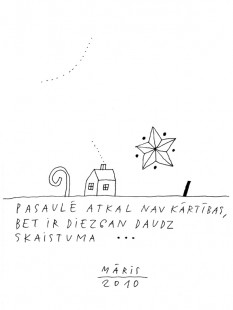 PASAULĒ ATKAL NAV KĀRTĪBAS,
BET IR DIEZGAN DAUDZ
SKAISTUMA ...
MĀRIS
2010